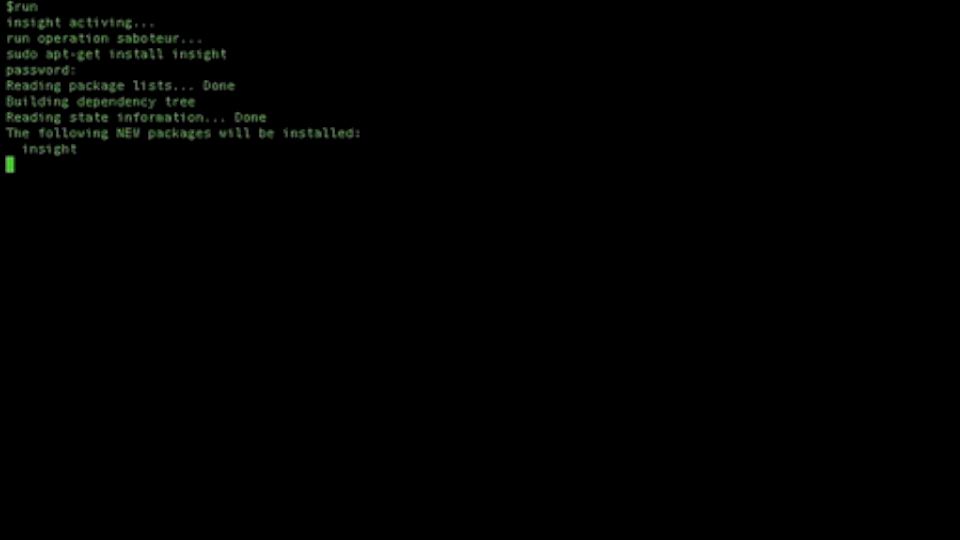 $run
insight activing...
run operation saboteur...
sudo apt-get install insight
password:
Reading package lists... Done
Building dependency tree
Reading state information... Done
The following NEW packages will be installed:
insight